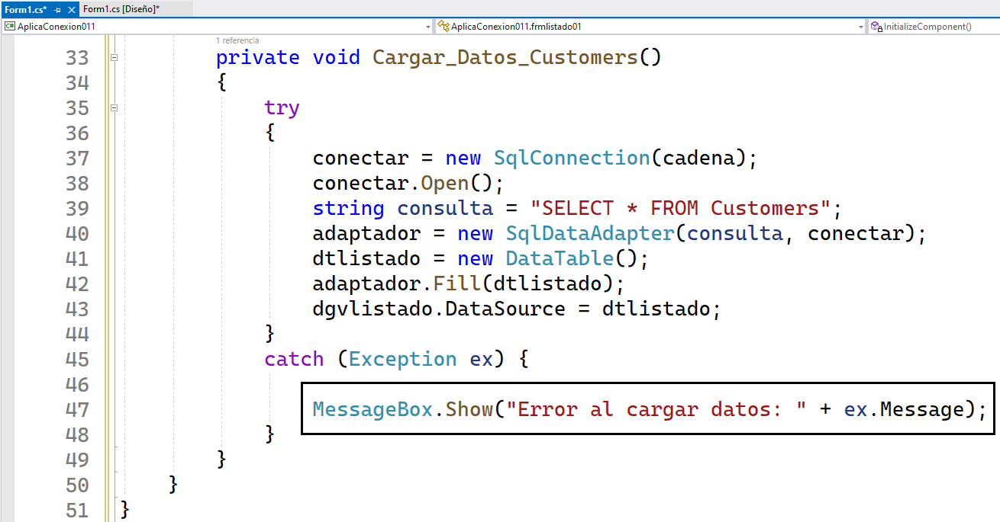 Form1.cs* Form1.cs [Diseño]*
C# AplicaConexion011 AplicaConexion011.frmlistado01 InitializeComponent()
1 referencia
33 private void Cargar_Datos_Customers()
34 {
35 try
36 {
37 conectar = new SqlConnection(cadena);
38 conectar.Open();
39 string consulta = "SELECT * FROM Customers";
40 adaptador = new SqlDataAdapter(consulta, conectar);
41 dtlistado = new DataTable();
42 adaptador.Fill(dtlistado);
43 dgvlistado.DataSource = dtlistado;
44 }
45 catch (Exception ex) {
46
47 MessageBox.Show("Error al cargar datos: " + ex.Message);
48 }
49 }
50 }
51 }